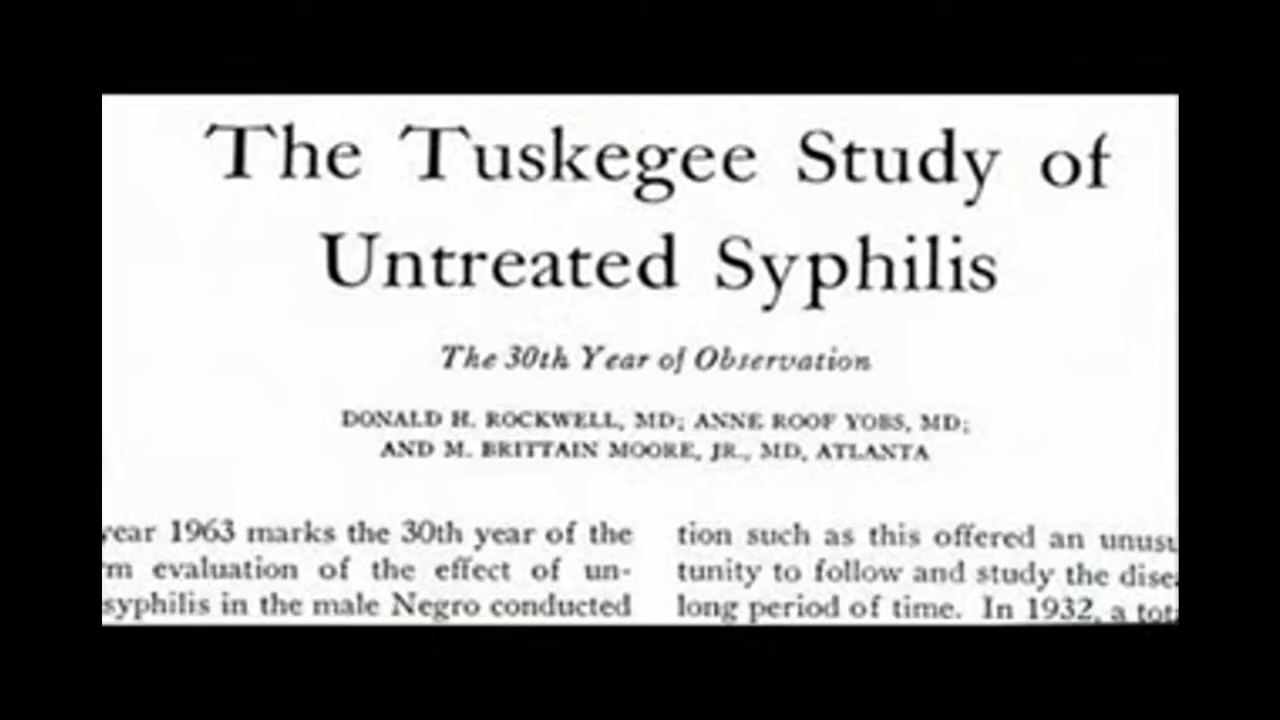 The Tuskegee Study of
Untreated Syphilis
The 30th Year of Observation
DONALD H. ROCKWELL, MD; ANNE ROOF YOBS, MD;
AND M. BRITTAIN MOORE, JR., MD, ATLANTA
year 1963 marks the 30th year of the
evaluation of the effect of un-
syphilis in the male Negro conducted
tion such as this offered an
tunity to follow and study the
long period of time. In 1932, a